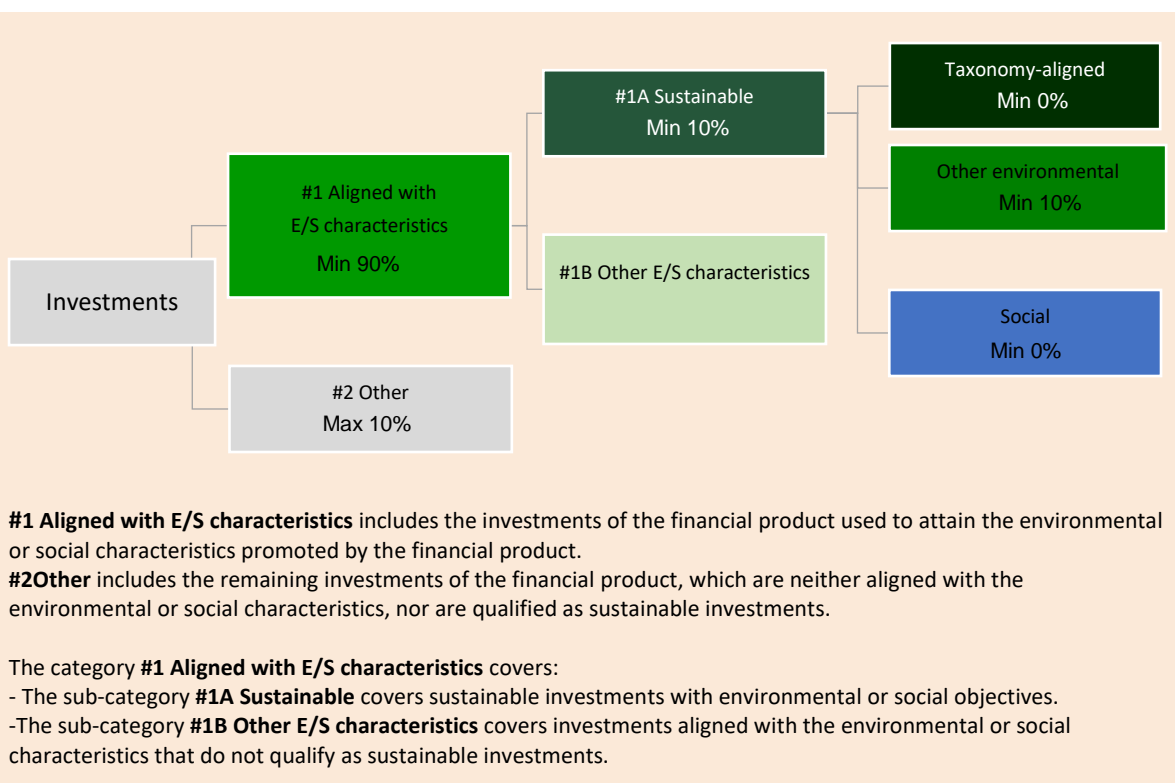 Investments
#1 Aligned with
E/S characteristics
Min 90%
#2 Other
Max 10%
#1A Sustainable
Min 10%
#1B Other E/S characteristics
Taxonomy-aligned
Min 0%
Other environmental
Min 10%
Social
Min 0%
#1 Aligned with E/S characteristics includes the investments of the financial product used to attain the environmental
or social characteristics promoted by the financial product.
#2Other includes the remaining investments of the financial product, which are neither aligned with the
environmental or social characteristics, nor are qualified as sustainable investments.
The category #1 Aligned with E/S characteristics covers:
- The sub-category #1A Sustainable covers sustainable investments with environmental or social objectives.
-The sub-category #1B Other E/S characteristics covers investments aligned with the environmental or social
characteristics that do not qualify as sustainable investments.